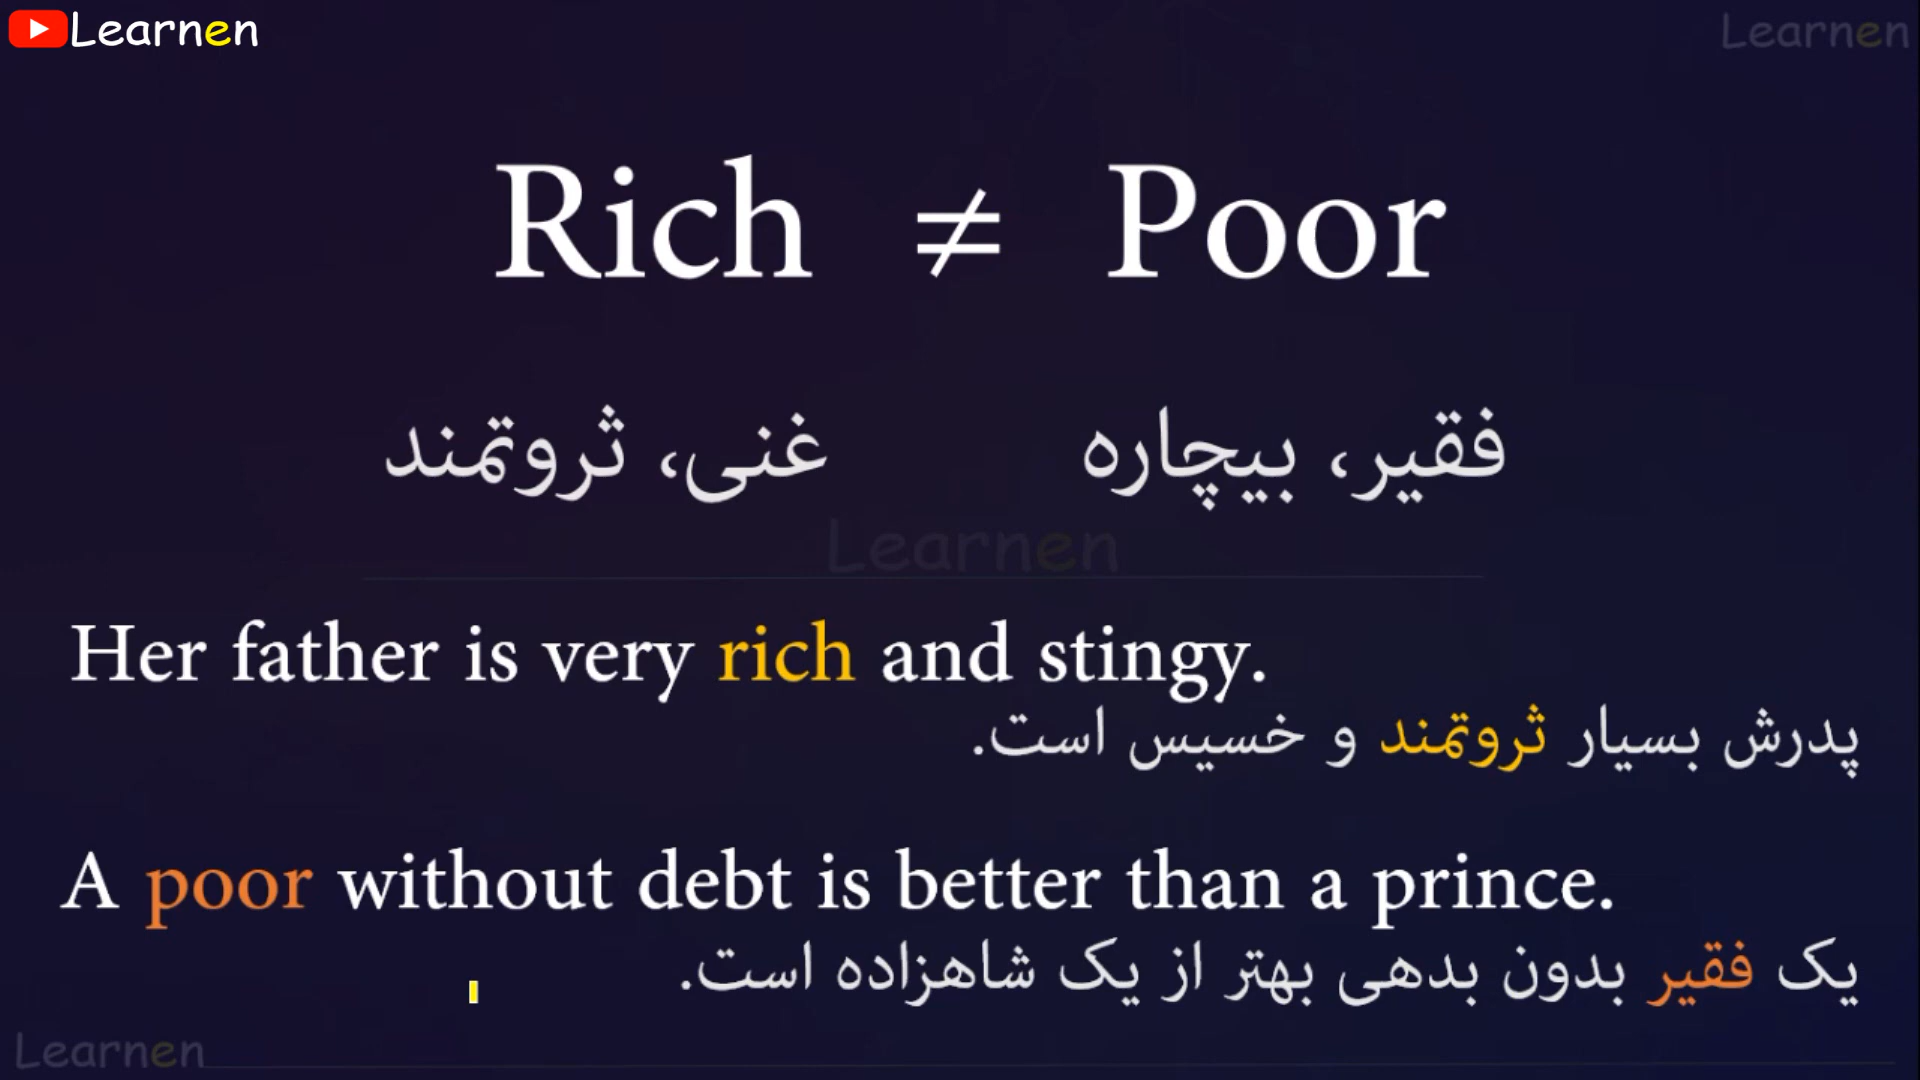 Learnen
Learnen
Rich ≠ Poor
غنی، ثروتمند
فقیر، بیچاره
Learnen
Her father is very rich and stingy.
پدرش بسیار ثروتمند و خسیس است.
A poor without debt is better than a prince.
یک فقیر بدون بدهی بهتر از یک شاهزاده است.
Learnen